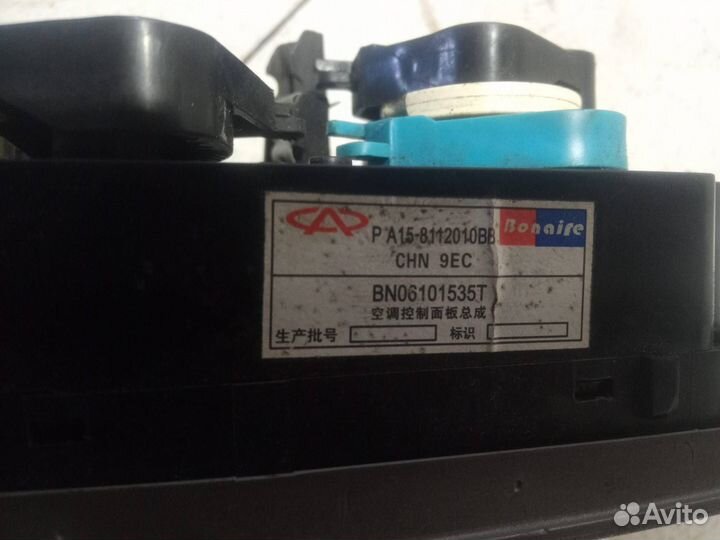 P A15-8112010BB
Bonaire
CHN 9EC
BN06101535T
空调控制面板总成
生产批号 标识
Avito